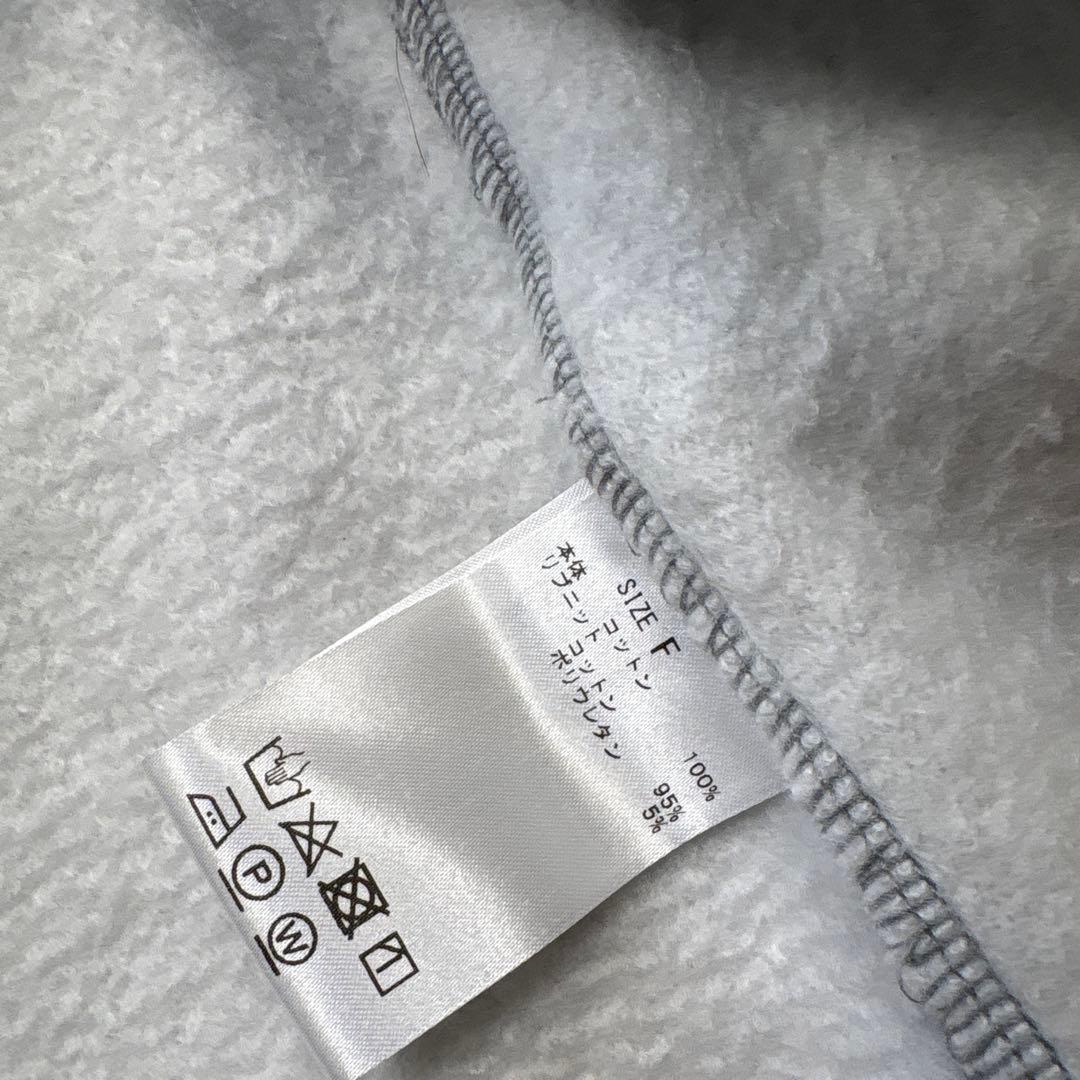 SIZE F
本体 コットン 100%
リブニット コットン 95%
ポリウレタン 5%
P
W